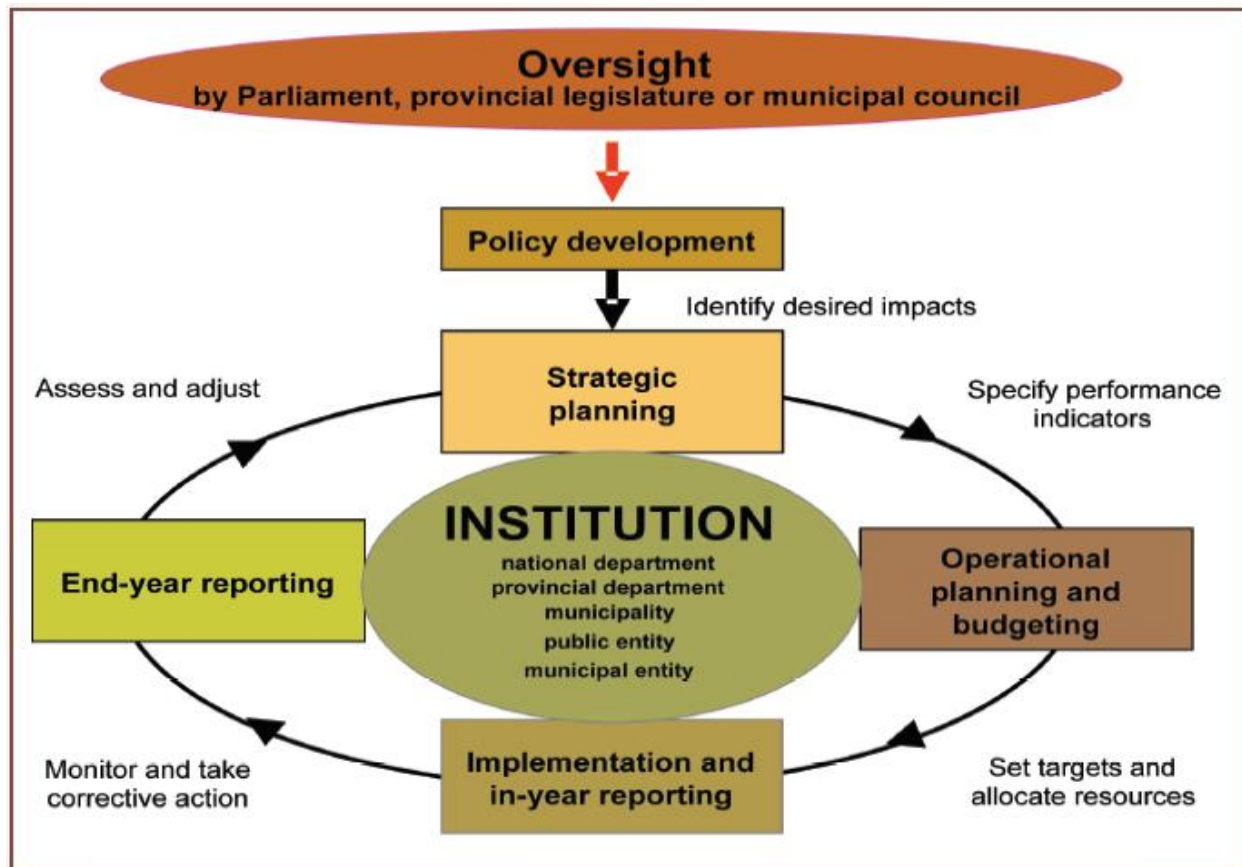 Oversight
by Parliament, provincial legislature or municipal council
Policy development
Identify desired impacts
Strategic
planning
Assess and adjust
Specify performance
indicators
INSTITUTION
national department
provincial department
municipality
public entity
municipal entity
End-year reporting
Operational
planning and
budgeting
Implementation and
in-year reporting
Monitor and take
corrective action
Set targets and
allocate resources